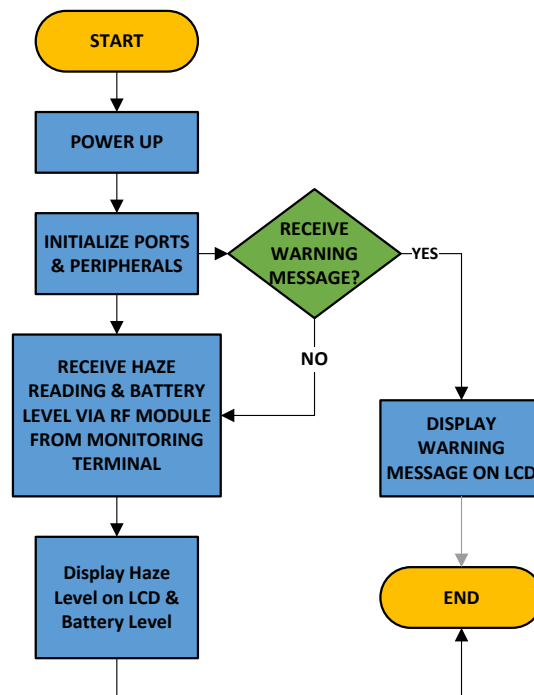 START
POWER UP
INITIALIZE PORTS
& PERIPHERALS
RECEIVE
WARNING
MESSAGE?
YES
NO
RECEIVE HAZE
READING & BATTERY
LEVEL VIA RF MODULE
FROM MONITORING
TERMINAL
DISPLAY
WARNING
MESSAGE ON LCD
Display Haze
Level on LCD &
Battery Level
END